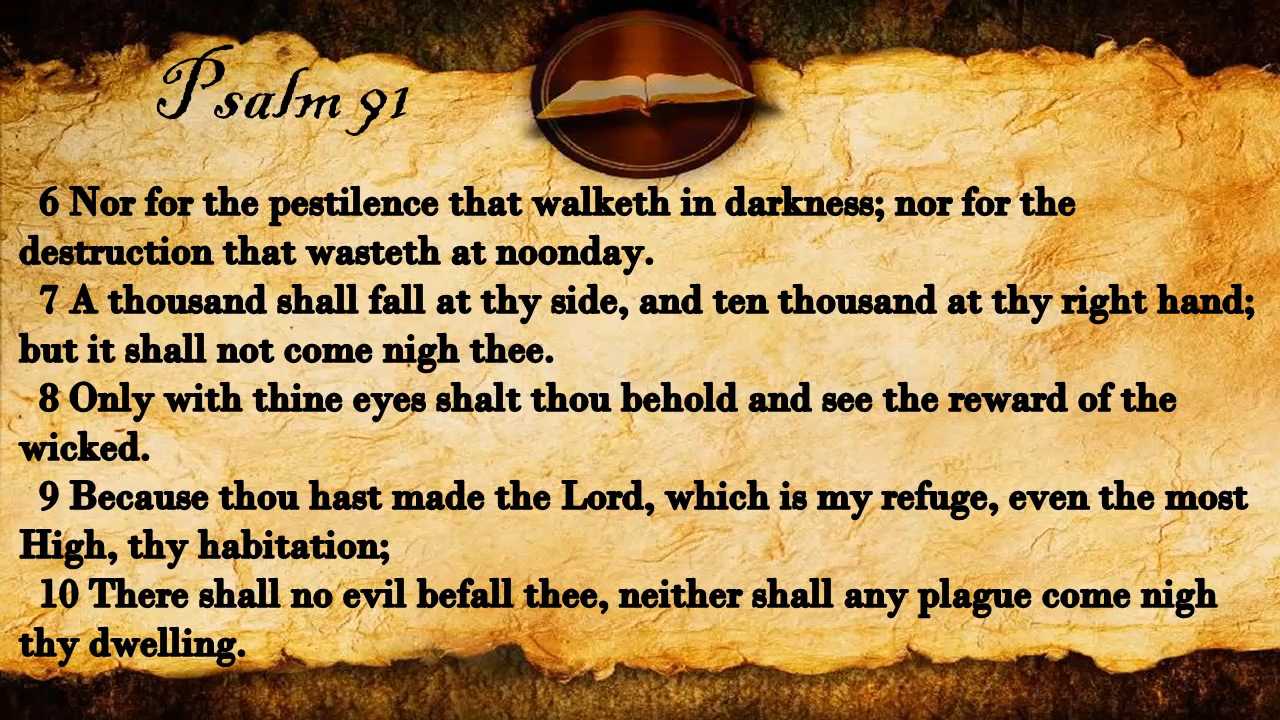 Psalm 91
6 Nor for the pestilence that walketh in darkness; nor for the
destruction that wasteth at noonday.
7 A thousand shall fall at thy side, and ten thousand at thy right hand;
but it shall not come nigh thee.
8 Only with thine eyes shalt thou behold and see the reward of the
wicked.
9 Because thou hast made the Lord, which is my refuge, even the most
High, thy habitation;
10 There shall no evil befall thee, neither shall any plague come nigh
thy dwelling.